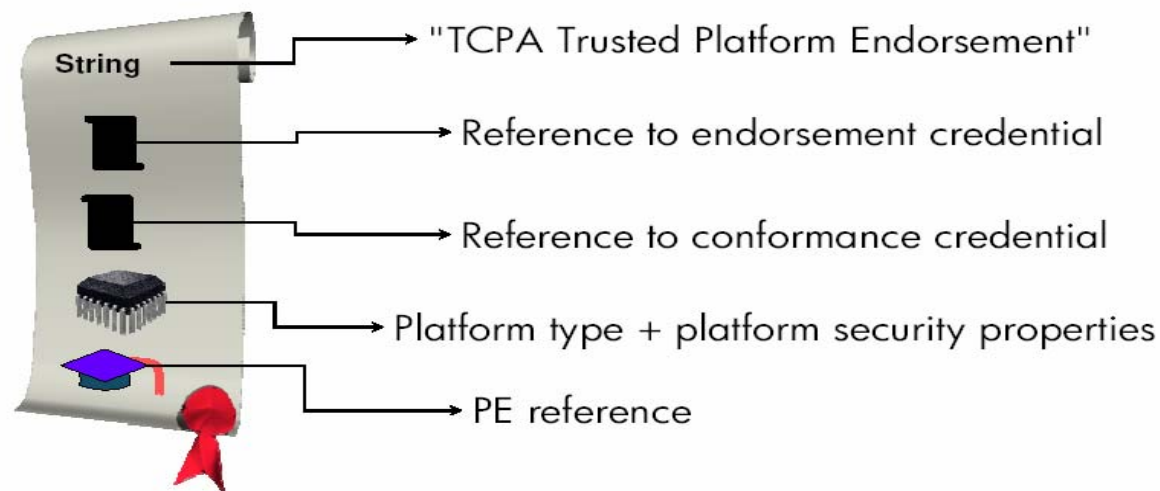 String
"TCPA Trusted Platform Endorsement"
Reference to endorsement credential
Reference to conformance credential
Platform type + platform security properties
PE reference